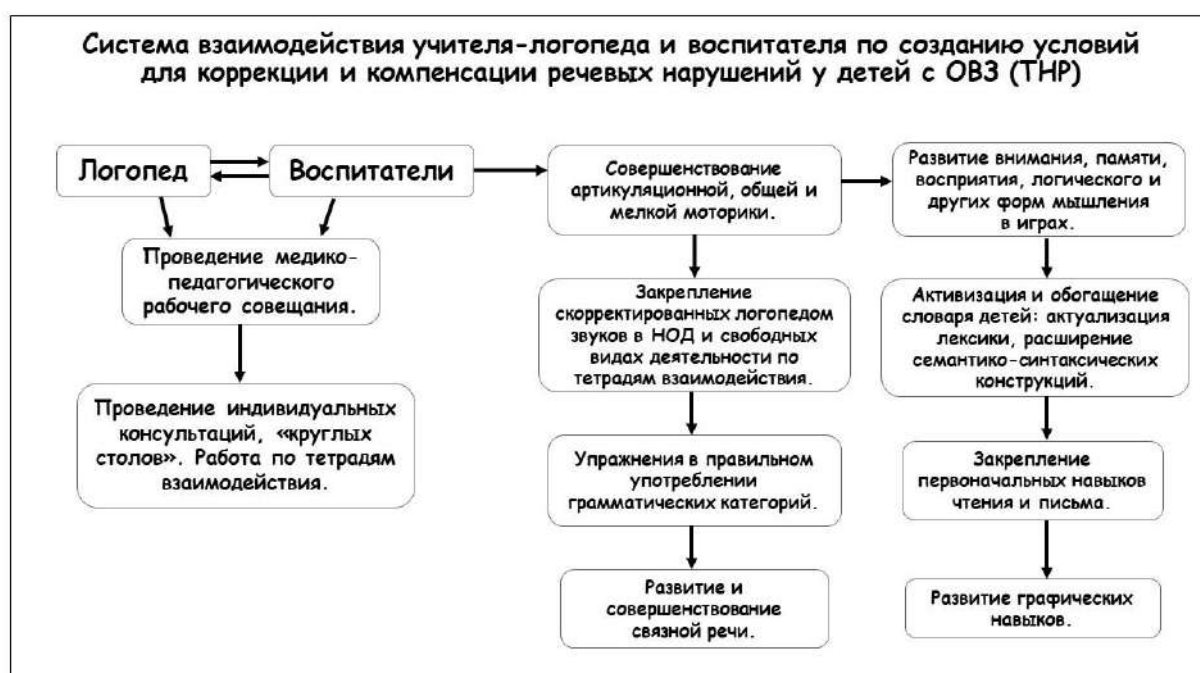 Система взаимодействия учителя-логопеда и воспитателя по созданию условий
для коррекции и компенсации речевых нарушений у детей с ОВЗ (ТНР)
Логопед
Воспитатели
Проведение медико-
педагогического
рабочего совещания.
Проведение индивидуальных
консультаций, «круглых
столов». Работа по тетрадям
взаимодействия.
Совершенствование
артикуляционной, общей и
мелкой моторики.
Закрепление
скорректированных логопедом
звуков в НОД и свободных
видах деятельности по
тетрадям взаимодействия.
Упражнения в правильном
употреблении
грамматических категорий.
Развитие и
совершенствование
связной речи.
Развитие внимания, памяти,
восприятия, логического и
других форм мышления
в играх.
Активизация и обогащение
словаря детей: актуализация
лексики, расширение
семантико-синтаксических
конструкций.
Закрепление
первоначальных навыков
чтения и письма.
Развитие графических
навыков.